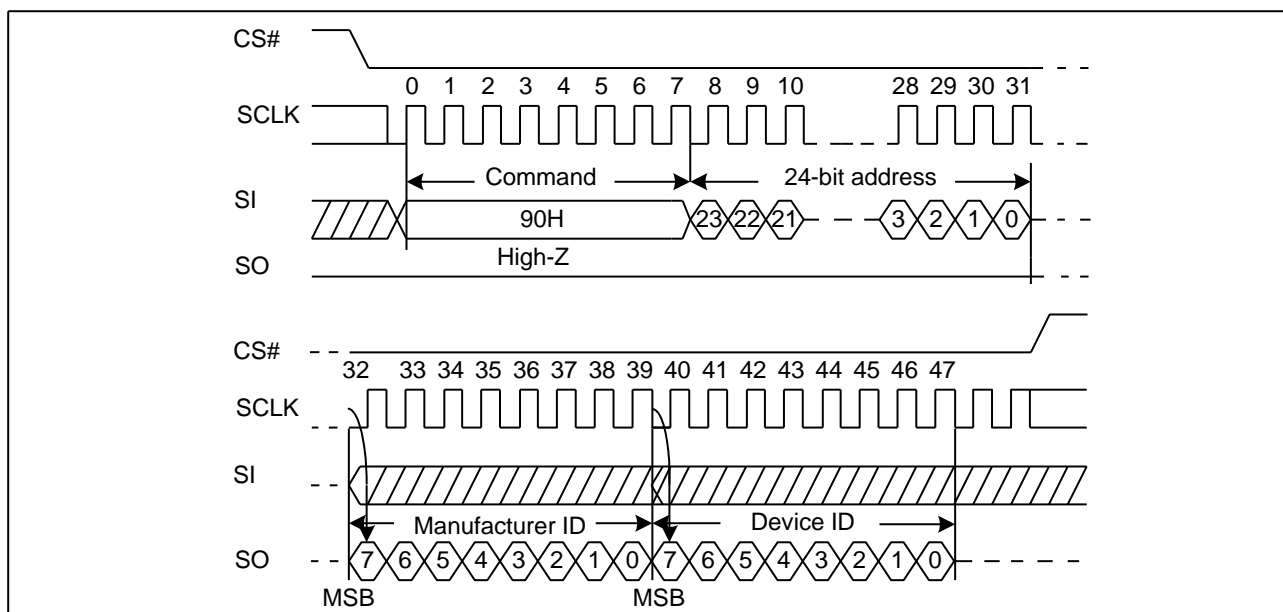 CS#
0 1 2 3 4 5 6 7 8 9 10 28 29 30 31
SCLK
Command 24-bit address
SI
90H 23 22 21 3 2 1 0
High-Z
SO
CS#
32 33 34 35 36 37 38 39 40 41 42 43 44 45 46 47
SCLK
SI
Manufacturer ID Device ID
SO 7 6 5 4 3 2 1 0 7 6 5 4 3 2 1 0
MSB MSB